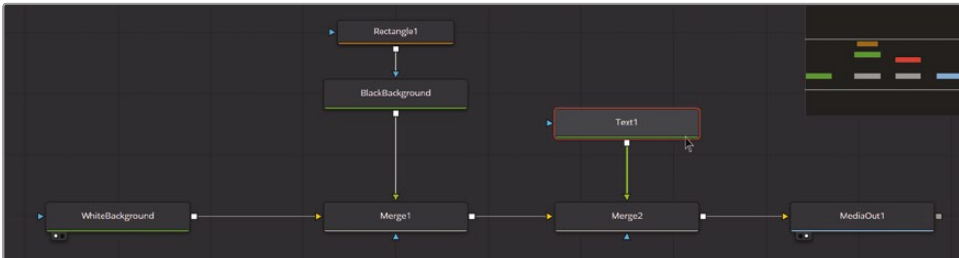 Rectangle1
BlackBackground
Text1
WhiteBackground
Merge1
Merge2
MediaOut1